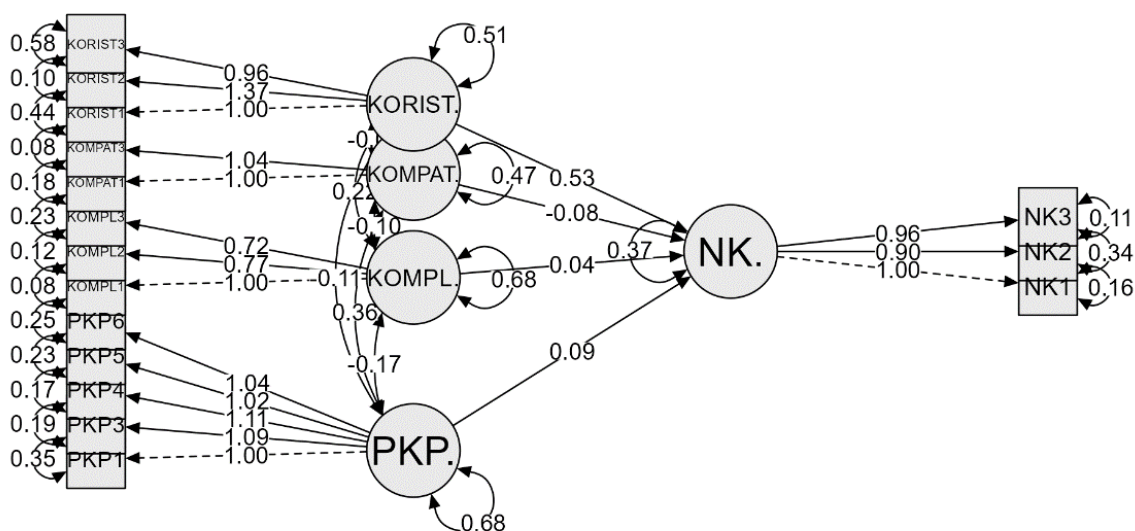 0.58
KORIST3
0.10
KORIST2
0.44
KORIST1
0.08
KOMPAT3
0.18
KOMPAT1
0.23
KOMPL3
0.12
KOMPL2
0.08
KOMPL1
0.25
PKP6
0.23
PKP5
0.17
PKP4
0.19
PKP3
0.35
PKP1
0.96
1.37
1.00
1.04
1.00
0.72
0.77
1.00
1.04
1.02
1.11
1.09
1.00
0.51
KORIST.
KOMPAT.
0.47
0.22
-0.10
KOMPL.
0.68
0.36
-0.17
PKP.
0.68
0.53
-0.08
0.04
0.09
0.37
NK.
0.96
0.90
1.00
NK3
0.11
NK2
0.34
NK1
0.16